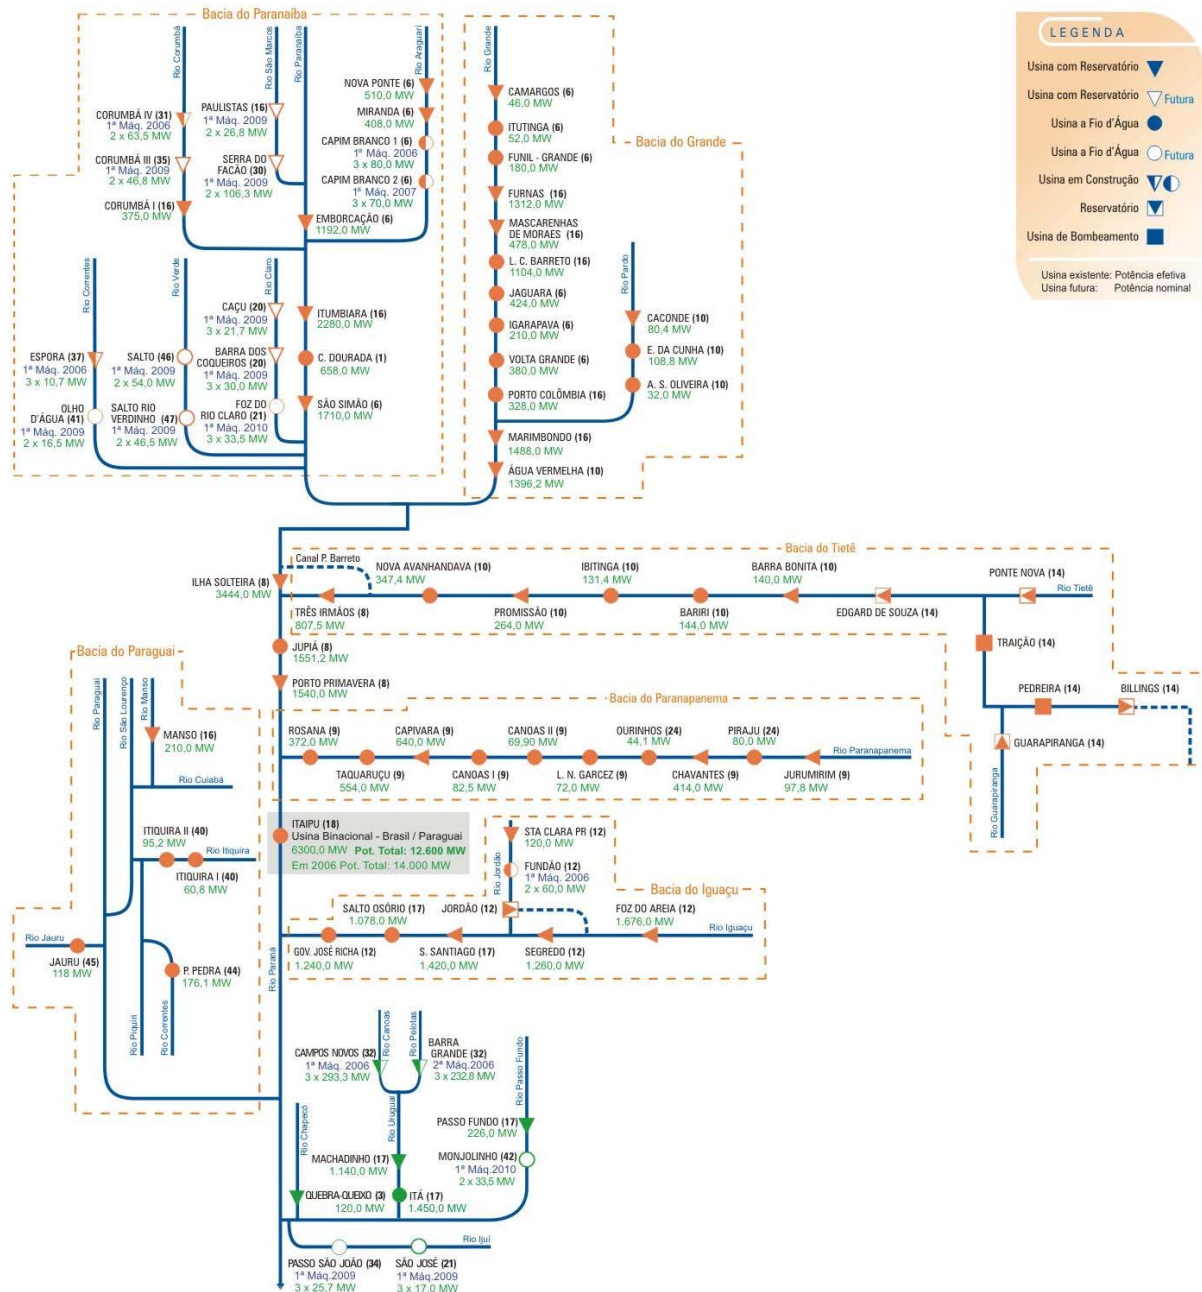 Bacia do Paranaíba
Rio Corumbá
Rio São Marcos
Rio Paranaíba
Rio Araguari
CORUMBÁ IV (31)
1ª Máq. 2006
2 x 63,5 MW
CORUMBÁ III (35)
1ª Máq. 2009
2 x 46,8 MW
CORUMBÁ I (16)
375,0 MW
PAULISTAS (16)
1ª Máq. 2009
2 x 26,8 MW
SERRA DO
FACÃO (30)
1ª Máq. 2009
2 x 106,3 MW
EMBORCAÇÃO (6)
1192,0 MW
NOVA PONTE (6)
510,0 MW
MIRANDA (6)
408,0 MW
CAPIM BRANCO 1 (6)
1ª Máq. 2006
3 x 80,0 MW
CAPIM BRANCO 2 (6)
1ª Máq. 2007
3 x 70,0 MW
Rio Correntes
Rio Verde
Rio Claro
ESPORA (37)
1ª Máq. 2006
3 x 10,7 MW
OLHO
D'ÁGUA (41)
1ª Máq. 2009
2 x 16,5 MW
SALTO (46)
1ª Máq. 2009
2 x 54,0 MW
SALTO RIO
VERDINHO (47)
1ª Máq. 2009
2 x 46,5 MW
CAÇU (20)
1ª Máq. 2009
3 x 21,7 MW
BARRA DOS
COQUEIROS (20)
1ª Máq. 2009
3 x 30,0 MW
FOZ DO
RIO CLARO (21)
1ª Máq. 2010
3 x 33,5 MW
ITUMBIARA (16)
2280,0 MW
C. DOURADA (1)
658,0 MW
SÃO SIMÃO (6)
1710,0 MW
Bacia do Grande
Rio Grande
CAMARGOS (6)
46,0 MW
ITUTINGA (6)
52,0 MW
FUNIL - GRANDE (6)
180,0 MW
FURNAS (16)
1312,0 MW
MASCARENHAS
DE MORAES (16)
478,0 MW
L. C. BARRETO (16)
1104,0 MW
JAGUARA (6)
424,0 MW
IGARAPAVA (6)
210,0 MW
VOLTA GRANDE (6)
380,0 MW
PORTO COLÔMBIA (16)
328,0 MW
MARIMBONDO (16)
1488,0 MW
ÁGUA VERMELHA (10)
1396,2 MW
Rio Pardo
CACONDE (10)
80,4 MW
E. DA CUNHA (10)
108,8 MW
A. S. OLIVEIRA (10)
32,0 MW
LEGENDA
Usina com Reservatório
Usina com Reservatório Futura
Usina a Fio d'Água
Usina a Fio d'Água Futura
Usina em Construção
Reservatório
Usina de Bombeamento
Usina existente: Potência efetiva
Usina futura: Potência nominal
Bacia do Tietê
Canal P. Barreto
ILHA SOLTEIRA (8)
3444,0 MW
NOVA AVANHANDAVA (10)
347,4 MW
IBITINGA (10)
131,4 MW
BARRA BONITA (10)
140,0 MW
PONTE NOVA (14)
Rio Tietê
TRÊS IRMÃOS (8)
807,5 MW
PROMISSÃO (10)
264,0 MW
BARIRI (10)
144,0 MW
EDGARD DE SOUZA (14)
TRAIÇÃO (14)
PEDREIRA (14)
BILLINGS (14)
GUARAPIRANGA (14)
Rio Guarapiranga
JUPIÁ (8)
1551,2 MW
PORTO PRIMAVERA (8)
1540,0 MW
Bacia do Paranapanema
ROSANA (9)
372,0 MW
CAPIVARA (9)
640,0 MW
CANOAS II (9)
69,90 MW
OURINHOS (24)
44,1 MW
PIRAJU (24)
80,0 MW
Rio Paranapanema
TAQUARUÇU (9)
554,0 MW
CANOAS I (9)
82,5 MW
L. N. GARCEZ (9)
72,0 MW
CHAVANTES (9)
414,0 MW
JURUMIRIM (9)
97,8 MW
Bacia do Paraguai
Rio Paraguai
Rio São Lourenço
Rio Manso
MANSO (16)
210,0 MW
Rio Cuiabá
ITIQUIRA II (40)
95,2 MW
Rio Itiquira
ITIQUIRA I (40)
60,8 MW
Rio Jauru
JAURU (45)
118 MW
P. PEDRA (44)
176,1 MW
Rio Piquiri
Rio Correntes
ITAIPU (18)
Usina Binacional - Brasil / Paraguai
6300,0 MW Pot. Total: 12.600 MW
Em 2006 Pot. Total: 14.000 MW
Bacia do Iguaçu
Rio Jordão
STA CLARA PR (12)
120,0 MW
FUNDÃO (12)
1ª Máq. 2006
2 x 60,0 MW
SALTO OSÓRIO (17)
1.078,0 MW
JORDÃO (12)
FOZ DO AREIA (12)
1.676,0 MW
Rio Iguaçu
GOV. JOSÉ RICHA (12)
1.240,0 MW
S. SANTIAGO (17)
1.420,0 MW
SEGREDO (12)
1.260,0 MW
Rio Paraná
Rio Canoas
Rio Pelotas
CAMPOS NOVOS (32)
1ª Máq. 2006
3 x 293,3 MW
BARRA
GRANDE (32)
2ª Máq.2006
3 x 232,8 MW
Rio Passo Fundo
PASSO FUNDO (17)
226,0 MW
MONJOLINHO (42)
1ª Máq.2010
2 x 33,5 MW
Rio Chapecó
Rio Uruguai
MACHADINHO (17)
1.140,0 MW
QUEBRA-QUEIXO (3)
120,0 MW
ITÁ (17)
1.450,0 MW
Rio Ijuí
PASSO SÃO JOÃO (34)
1ª Máq.2009
3 x 25,7 MW
SÃO JOSÉ (21)
1ª Máq.2009
3 x 17,0 MW